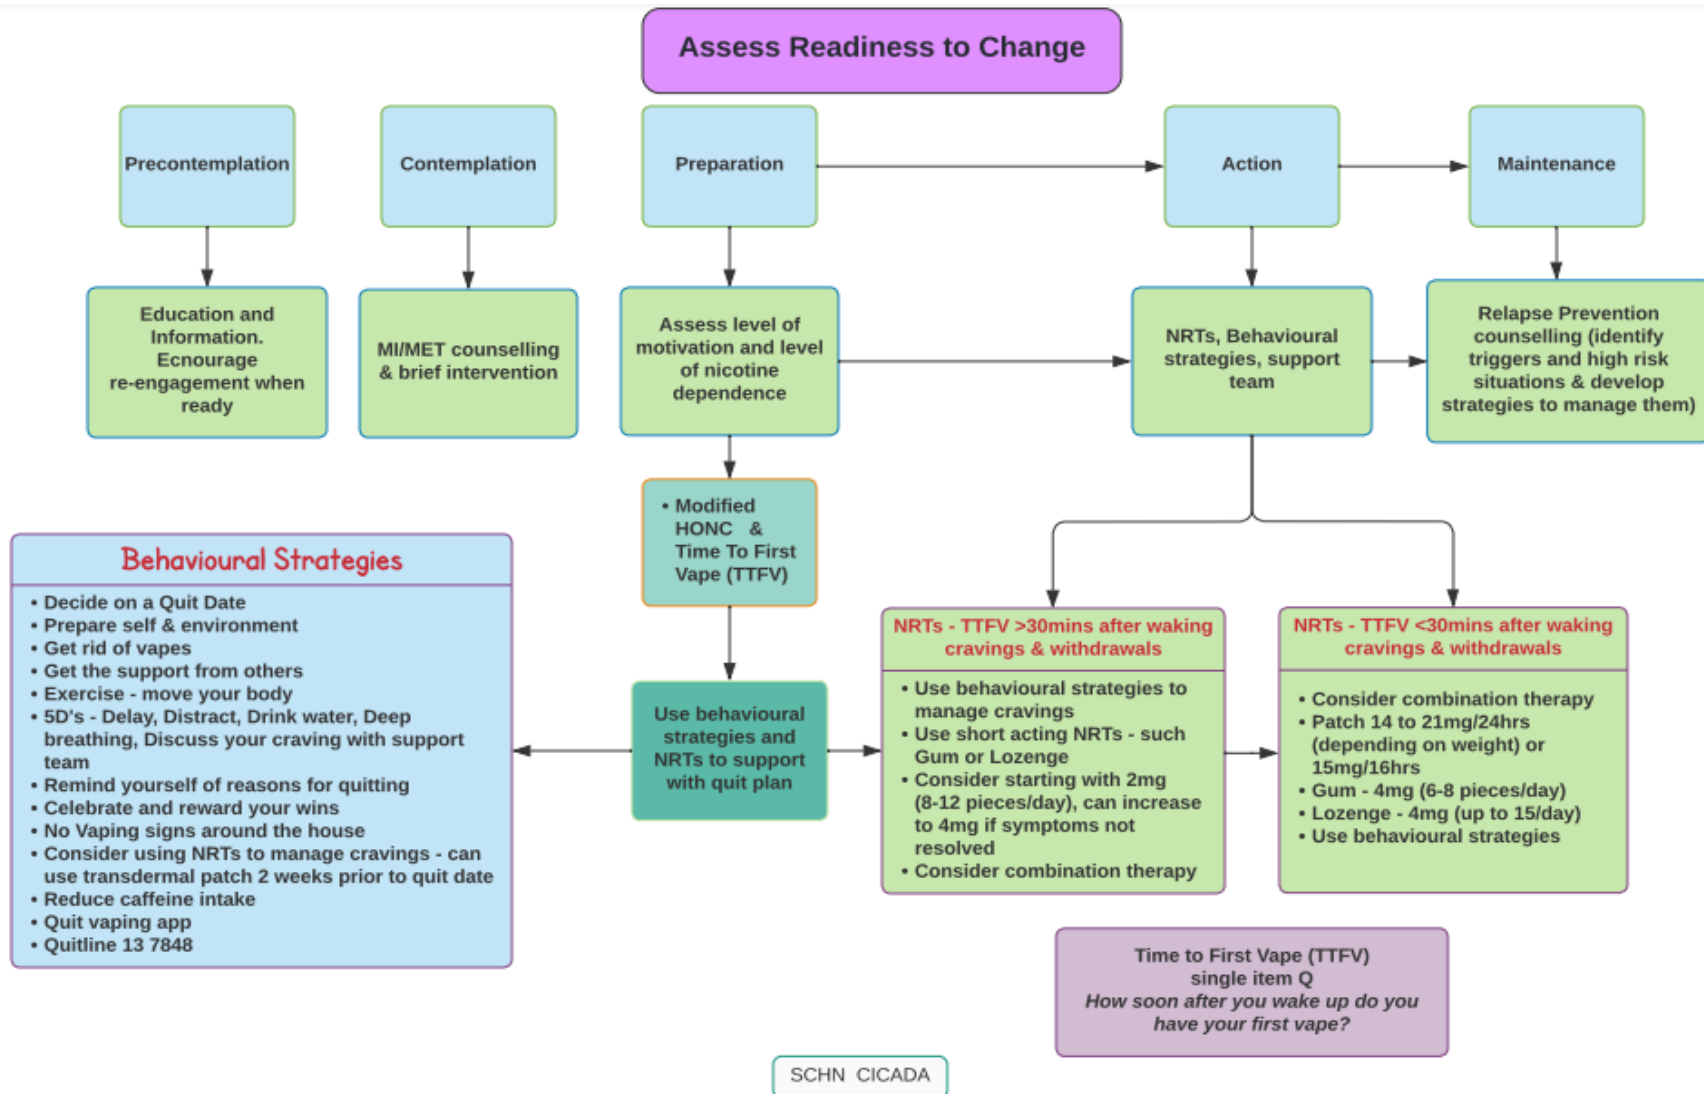 Assess Readiness to Change
Precontemplation
Contemplation
Preparation
Action
Maintenance
Education and
Information.
Ecnourage
re-engagement when
ready
MI/MET counselling
& brief intervention
Assess level of
motivation and level
of nicotine
dependence
NRTs, Behavioural
strategies, support
team
Relapse Prevention
counselling (identify
triggers and high risk
situations & develop
strategies to manage them)
• Modified
HONC &
Time To First
Vape (TTFV)
Behavioural Strategies
• Decide on a Quit Date
• Prepare self & environment
• Get rid of vapes
• Get the support from others
• Exercise - move your body
• 5D's - Delay, Distract, Drink water, Deep
breathing, Discuss your craving with support
team
• Remind yourself of reasons for quitting
• Celebrate and reward your wins
• No Vaping signs around the house
• Consider using NRTs to manage cravings - can
use transdermal patch 2 weeks prior to quit date
• Reduce caffeine intake
• Quit vaping app
• Quitline 13 7848
Use behavioural
strategies and
NRTs to support
with quit plan
NRTs - TTFV >30mins after waking
cravings & withdrawals
• Use behavioural strategies to
manage cravings
• Use short acting NRTs - such
Gum or Lozenge
• Consider starting with 2mg
(8-12 pieces/day), can increase
to 4mg if symptoms not
resolved
• Consider combination therapy
NRTs - TTFV <30mins after waking
cravings & withdrawals
• Consider combination therapy
• Patch 14 to 21mg/24hrs
(depending on weight) or
15mg/16hrs
• Gum - 4mg (6-8 pieces/day)
• Lozenge - 4mg (up to 15/day)
• Use behavioural strategies
Time to First Vape (TTFV)
single item Q
How soon after you wake up do you
have your first vape?
SCHN CICADA